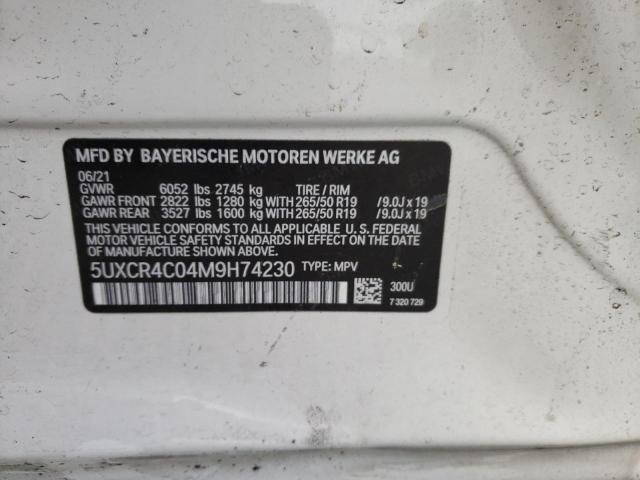 MFD BY BAYERISCHE MOTOREN WERKE AG
06/21
GVWR 6052 lbs 2745 kg TIRE / RIM
GAWR FRONT 2822 lbs 1280 kg WITH 265/50 R19 /9.0J x 19
GAWR REAR 3527 lbs 1600 kg WITH 265/50 R19 /9.0J x 19
THIS VEHICLE CONFORMS TO ALL APPLICABLE U. S. FEDERAL
MOTOR VEHICLE SAFETY STANDARDS IN EFFECT ON THE DATE
OF MANUFACTURE SHOWN ABOVE.
5UXCR4C04M9H74230 TYPE: MPV
300U
7 320 729